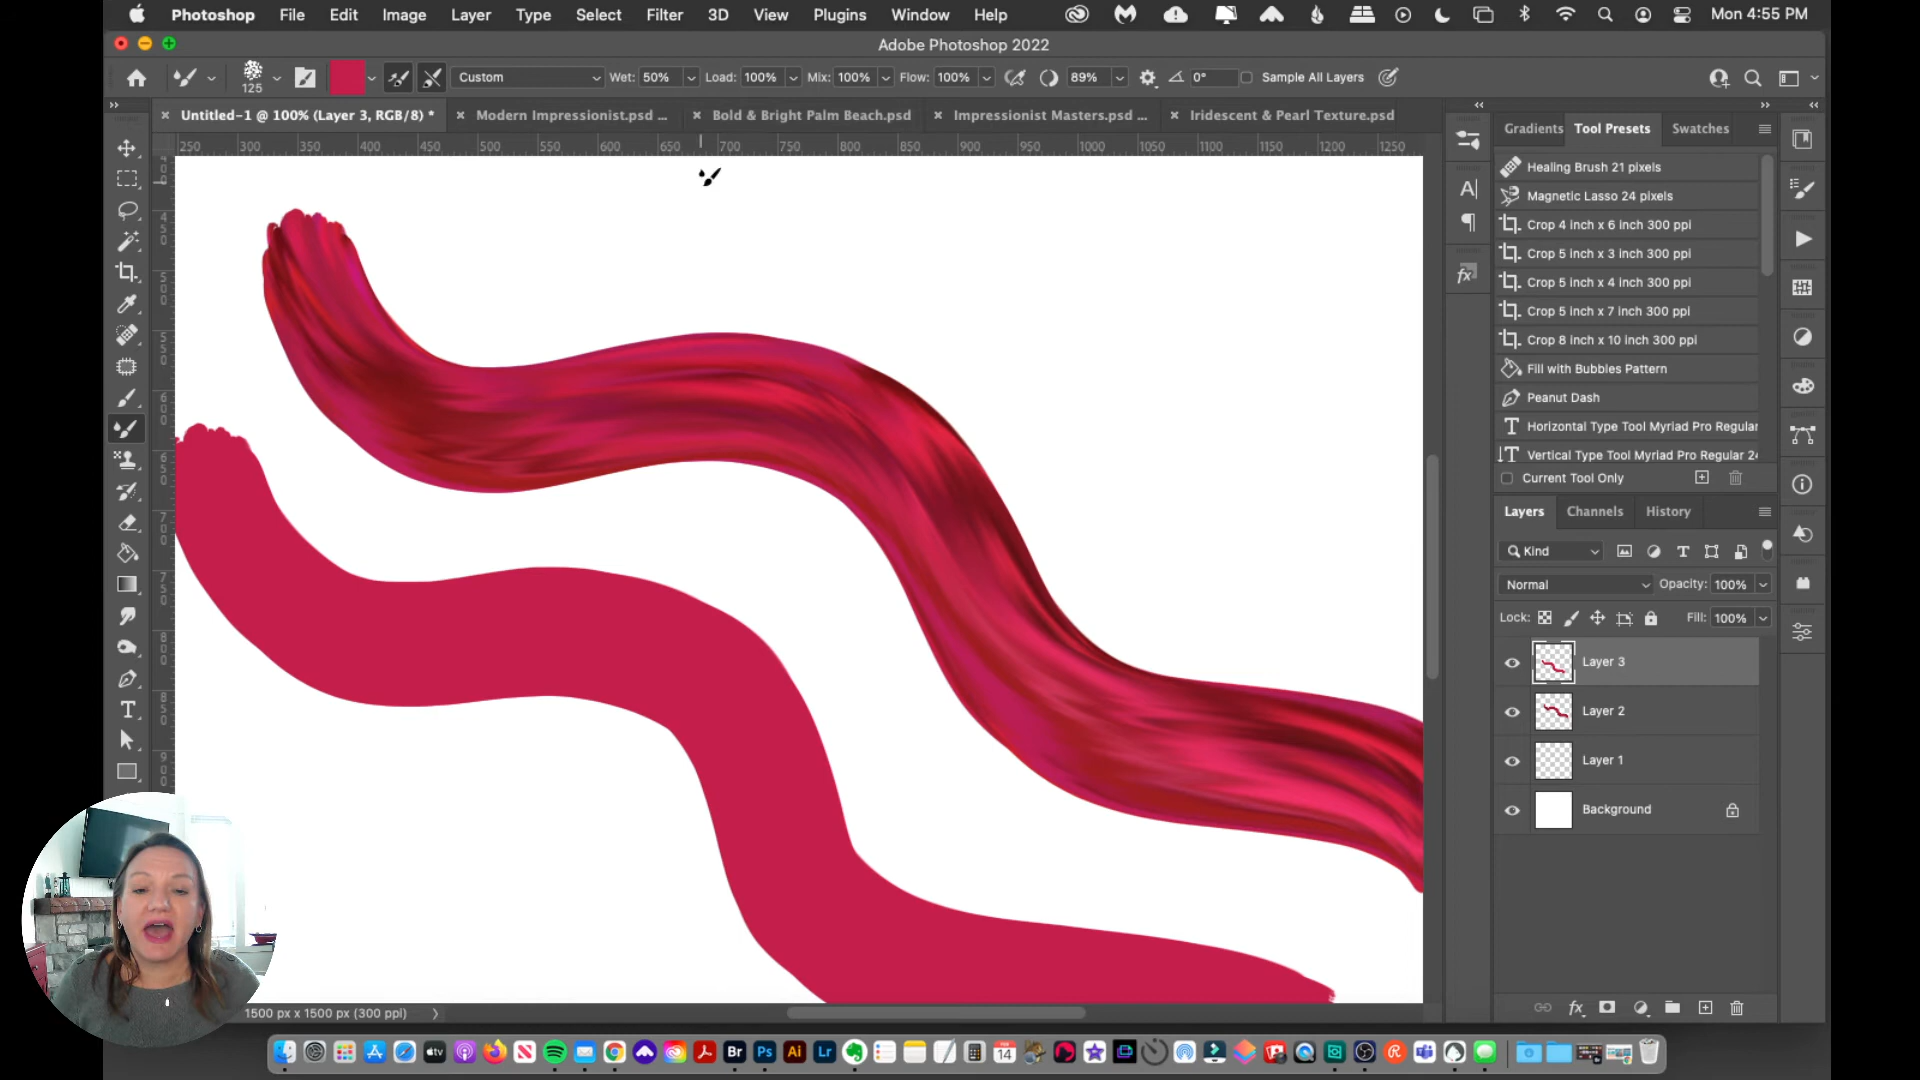 Photoshop File Edit Image Layer Type Select Filter 3D View Plugins Window Help Mon 4:55 PM
Adobe Photoshop 2022
125 Custom Wet: 50% Load: 100% Mix: 100% Flow: 100% 89% 0° Sample All Layers
Untitled-1 @ 100% (Layer 3, RGB/8) * Modern Impressionist.psd ... Bold & Bright Palm Beach.psd Impressionist Masters.psd ... Iridescent & Pearl Texture.psd
250 300 350 400 450 500 550 600 650 700 750 800 850 900 950 1000 1050 1100 1150 1200 1250
Gradients Tool Presets Swatches
Healing Brush 21 pixels
Magnetic Lasso 24 pixels
Crop 4 inch x 6 inch 300 ppi
Crop 5 inch x 3 inch 300 ppi
Crop 5 inch x 4 inch 300 ppi
Crop 5 inch x 7 inch 300 ppi
Crop 8 inch x 10 inch 300 ppi
Fill with Bubbles Pattern
Peanut Dash
Horizontal Type Tool Myriad Pro Regular
Vertical Type Tool Myriad Pro Regular 24
Current Tool Only
Layers Channels History
Kind
Normal Opacity: 100%
Lock: Fill: 100%
Layer 3
Layer 2
Layer 1
Background
1500 px x 1500 px (300 ppi)
tv N Br Ps Ai Lr 14